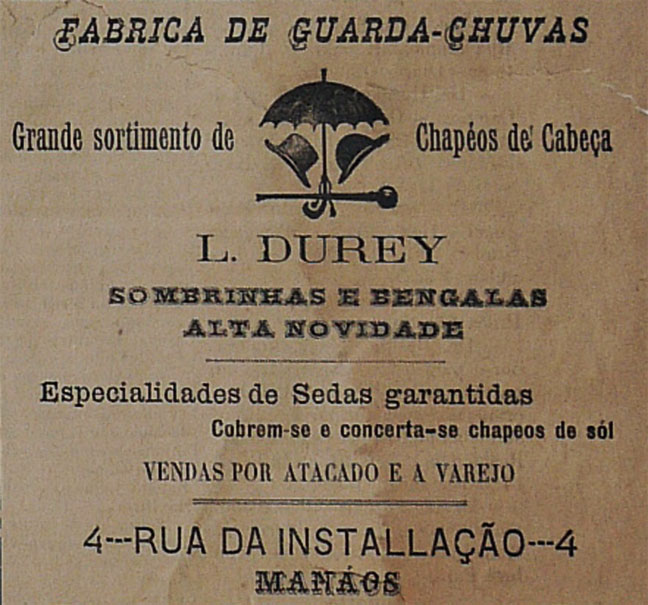 FABRICA DE GUARDA-CHUVAS
Grande sortimento de Chapéos de Cabeça
L. DUREY
SOMBRINHAS E BENGALAS
ALTA NOVIDADE
Especialidades de Sedas garantidas
Cobrem-se e concerta-se chapeos de sól
VENDAS POR ATACADO E A VAREJO
4---RUA DA INSTALLAÇÃO---4
MANÁOS